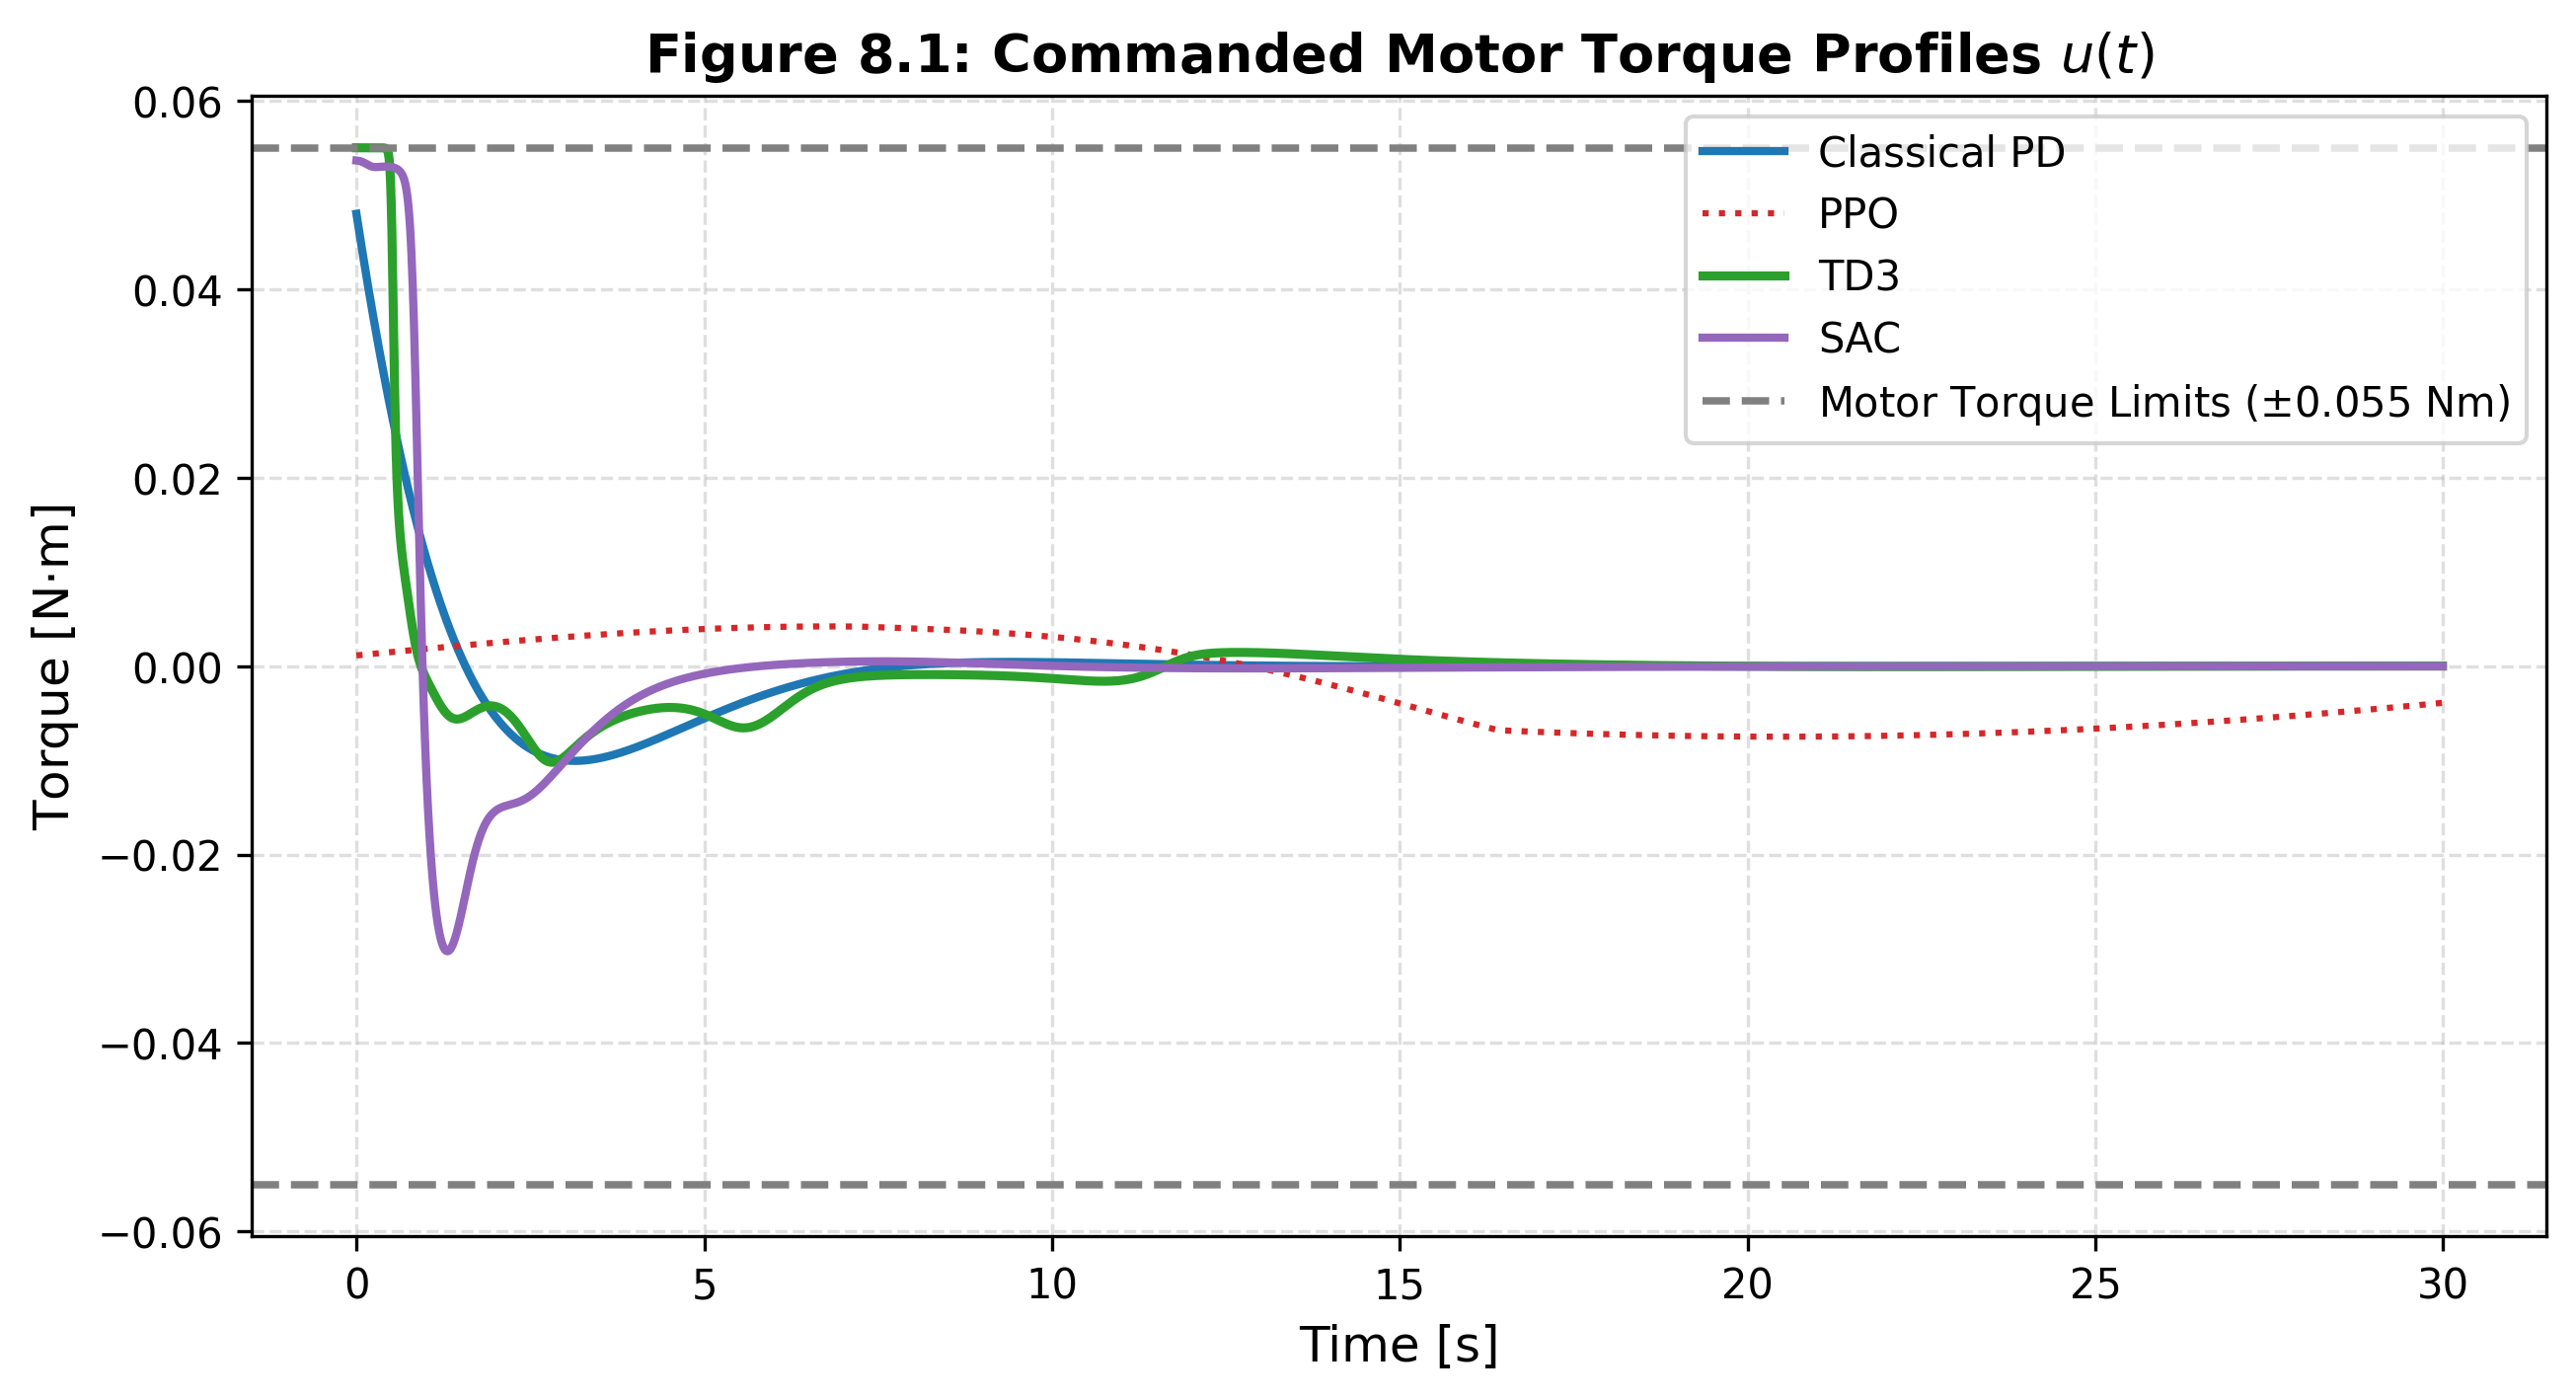 Figure 8.1: Commanded Motor Torque Profiles u(t)
0.06
0.04
0.02
0.00
−0.02
−0.04
−0.06
Torque [N·m]
Classical PD
PPO
TD3
SAC
Motor Torque Limits (±0.055 Nm)
0 5 10 15 20 25 30
Time [s]